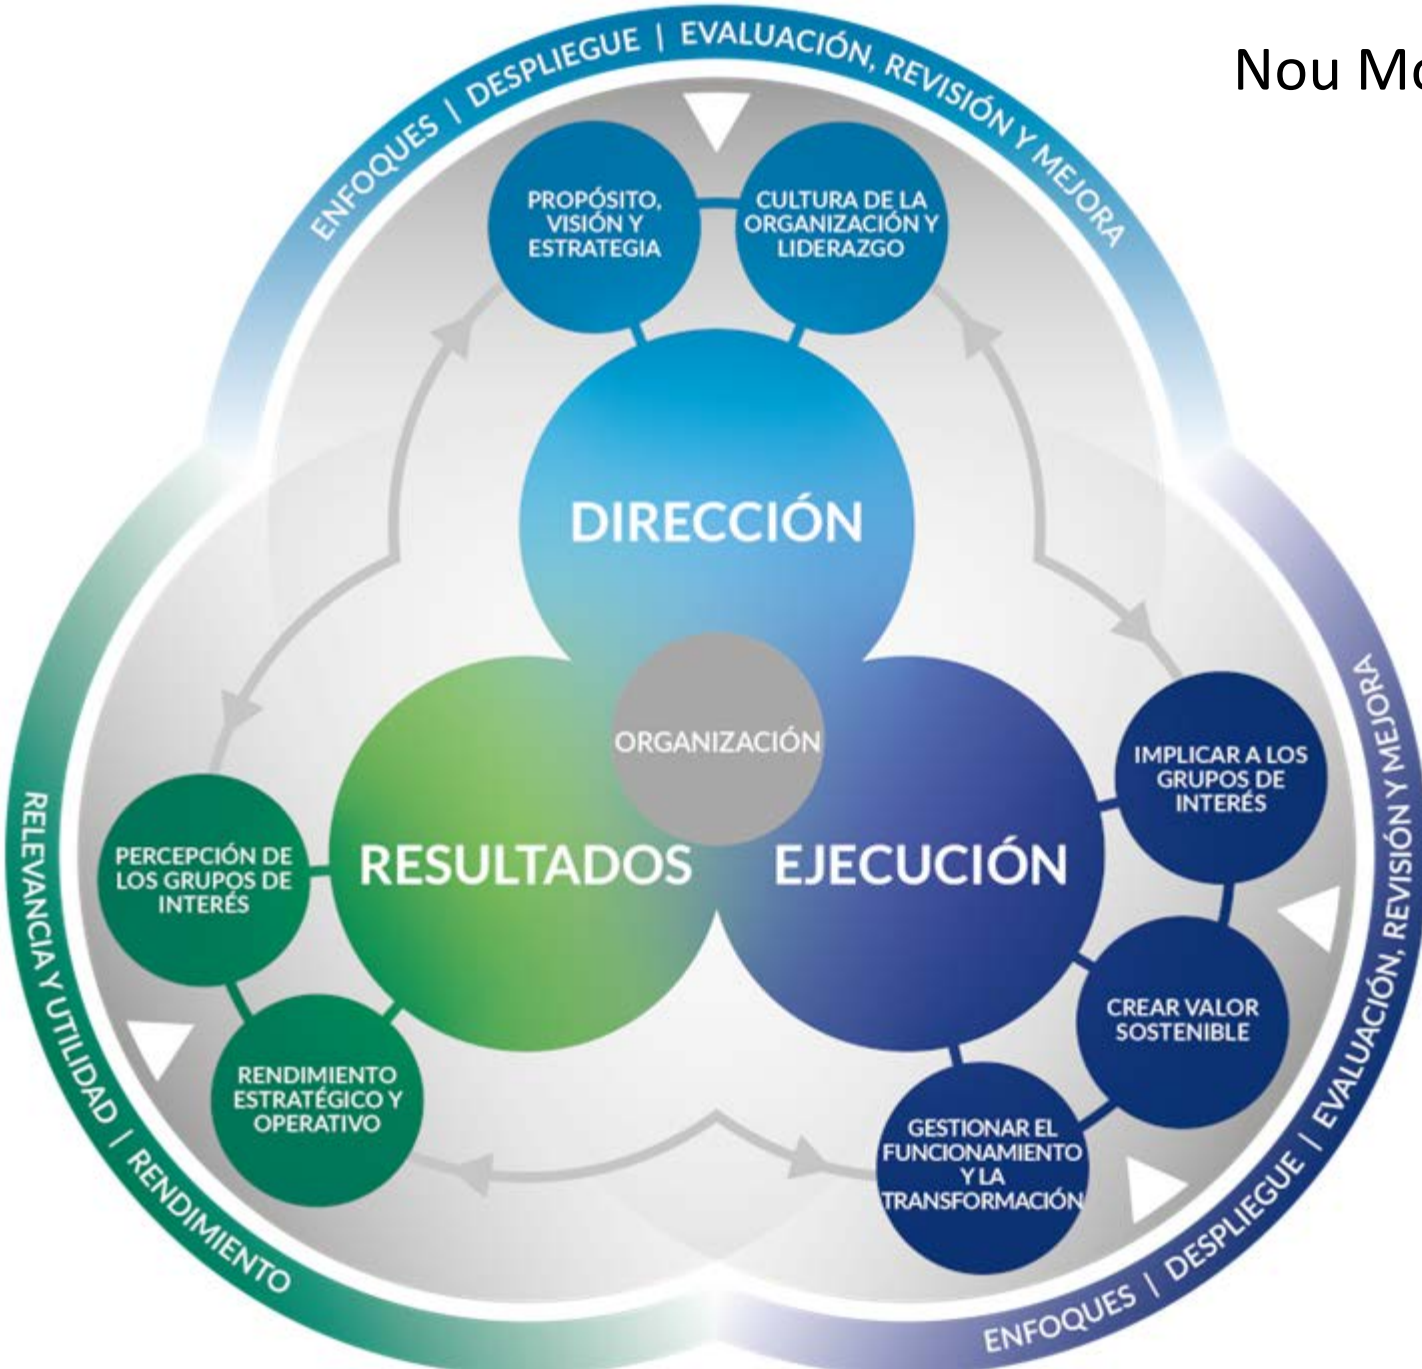 Nou Mo
ENFOQUES | DESPLIEGUE | EVALUACIÓN, REVISIÓN Y MEJORA
PROPÓSITO,
VISIÓN Y
ESTRATEGIA
CULTURA DE LA
ORGANIZACIÓN Y
LIDERAZGO
DIRECCIÓN
ORGANIZACIÓN
RESULTADOS
EJECUCIÓN
IMPLICAR A LOS
GRUPOS DE
INTERÉS
CREAR VALOR
SOSTENIBLE
GESTIONAR EL
FUNCIONAMIENTO
Y LA
TRANSFORMACIÓN
PERCEPCIÓN DE
LOS GRUPOS DE
INTERÉS
RENDIMIENTO
ESTRATÉGICO Y
OPERATIVO
RELEVANCIA Y UTILIDAD | RENDIMIENTO
ENFOQUES | DESPLIEGUE | EVALUACIÓN, REVISIÓN Y MEJORA